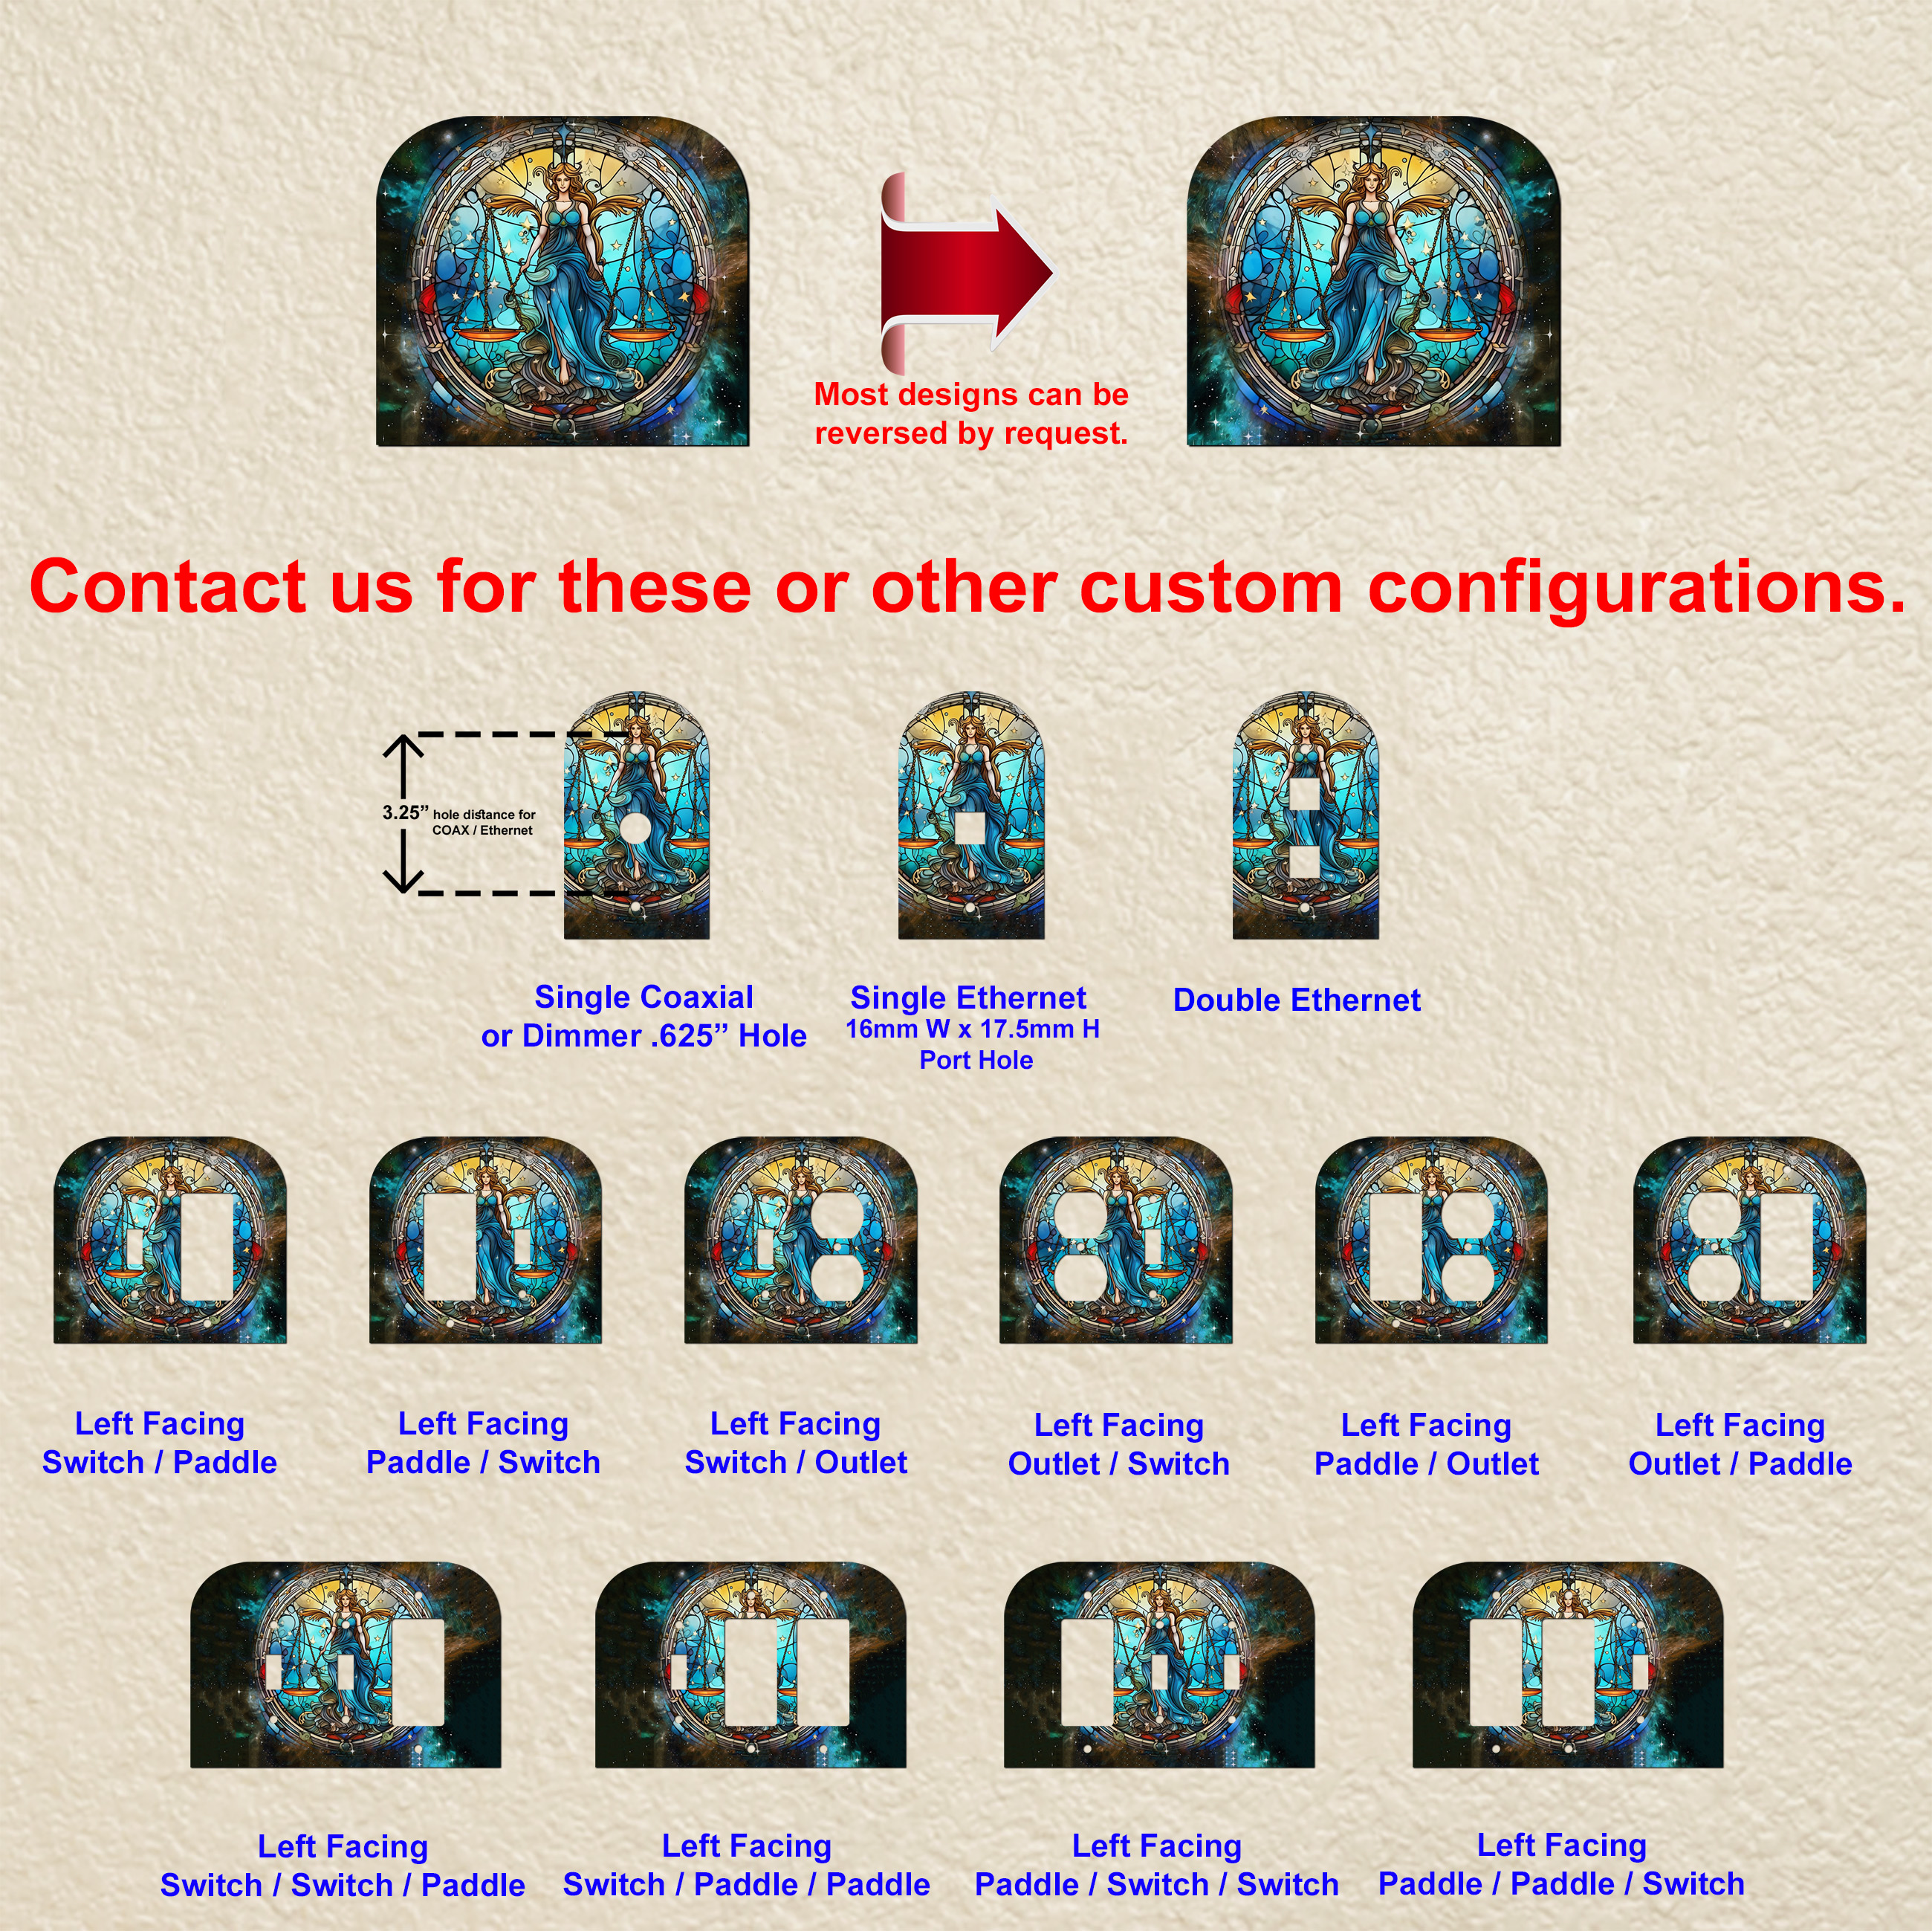 Most designs can be
reversed by request.
Contact us for these or other custom configurations.
3.25” hole distance for
COAX / Ethernet
Single Coaxial
or Dimmer .625” Hole
Single Ethernet
16mm W x 17.5mm H
Port Hole
Double Ethernet
Left Facing
Switch / Paddle
Left Facing
Paddle / Switch
Left Facing
Switch / Outlet
Left Facing
Outlet / Switch
Left Facing
Paddle / Outlet
Left Facing
Outlet / Paddle
Left Facing
Switch / Switch / Paddle
Left Facing
Switch / Paddle / Paddle
Left Facing
Paddle / Switch / Switch
Left Facing
Paddle / Paddle / Switch